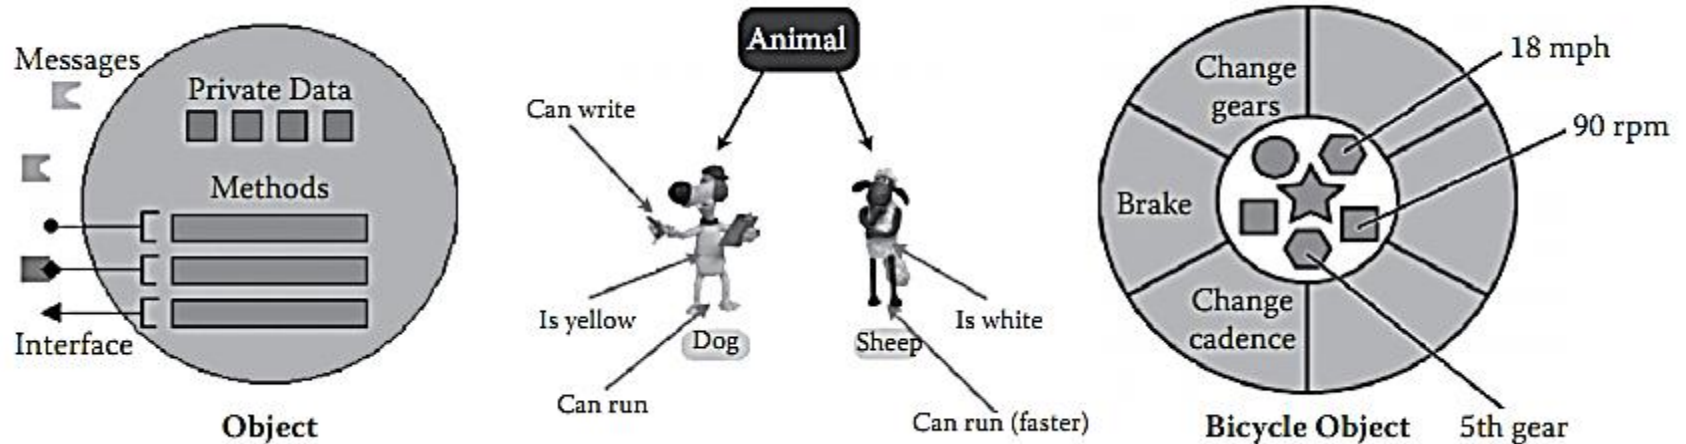 Messages
Private Data
Methods
Interface
Object
Animal
Can write
Is yellow
Dog
Can run
Sheep
Is white
Can run (faster)
Change
gears
Brake
Change
cadence
18 mph
90 rpm
5th gear
Bicycle Object